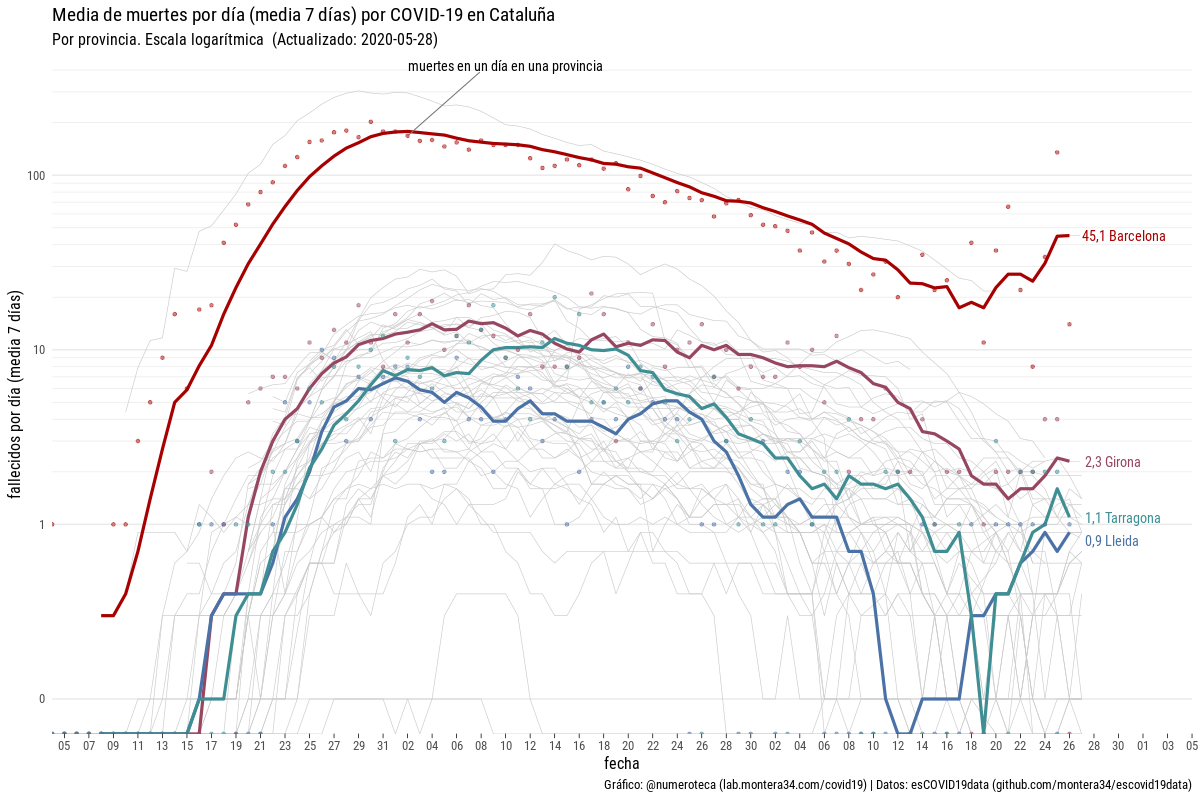 Media de muertes por día (media 7 días) por COVID-19 en Cataluña
Por provincia. Escala logarítmica (Actualizado: 2020-05-28)
muertes en un día en una provincia
fallecidos por día (media 7 días)
100
10
1
0
45,1 Barcelona
2,3 Girona
1,1 Tarragona
0,9 Lleida
05 07 09 11 13 15 17 19 21 23 25 27 29 31 02 04 06 08 10 12 14 16 18 20 22 24 26 28 30 02 04 06 08 10 12 14 16 18 20 22 24 26 28 30 01 03 05
fecha
Gráfico: @numeroteca (lab.montera34.com/covid19) | Datos: esCOVID19data (github.com/montera34/escovid19data)